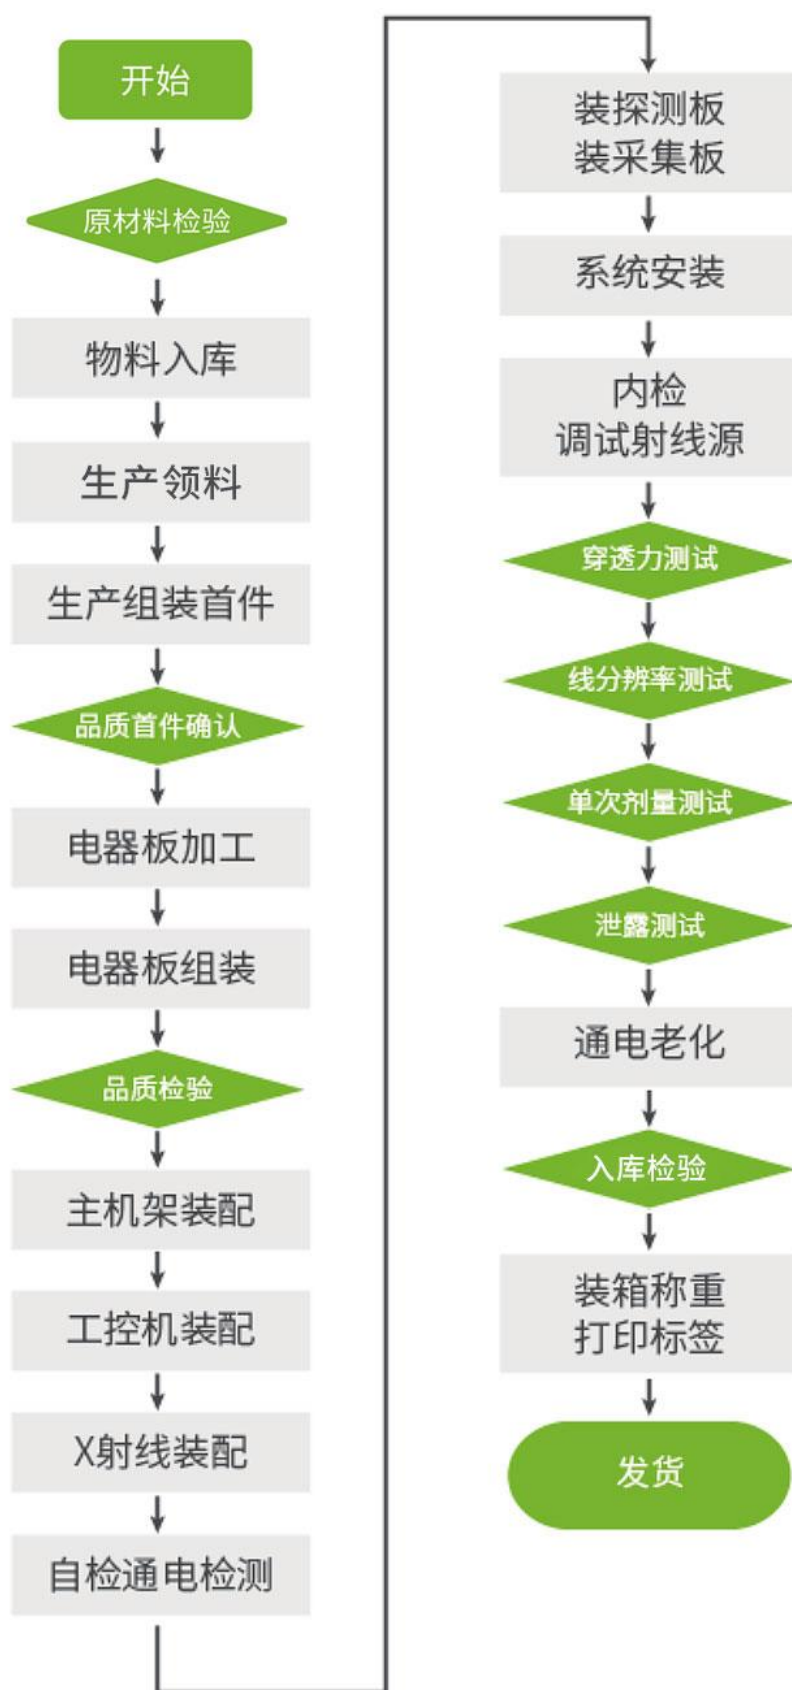 开始
原材料检验
物料入库
生产领料
生产组装首件
品质首件确认
电器板加工
电器板组装
品质检验
主机架装配
工控机装配
X射线装配
自检通电检测
装探测板
装采集板
系统安装
内检
调试射线源
穿透力测试
线分辨率测试
单次剂量测试
泄露测试
通电老化
入库检验
装箱称重
打印标签
发货